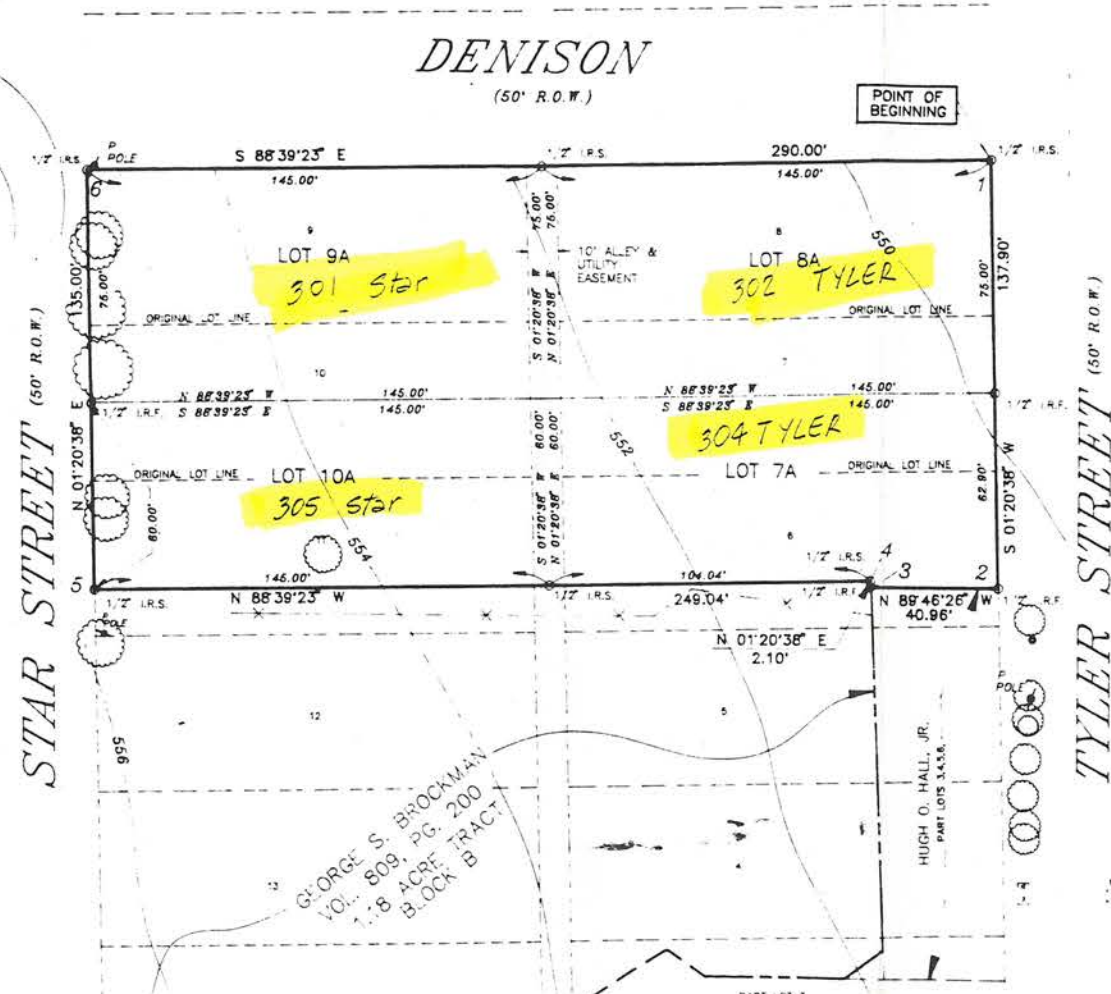 DENISON
(50' R.O.W.)
POINT OF
BEGINNING
1/2" I.R.S.
P
POLE
S 88°39'23" E
1/2" I.R.S.
290.00'
1/2" I.R.S.
6
145.00'
145.00'
1
9
8
75.00'
75.00'
LOT 9A
301 Star
10' ALLEY &
UTILITY
EASEMENT
LOT 8A
302 TYLER
550
135.00'
75.00'
75.00'
137.90'
S 01°20'38" W
N 01°20'38" E
ORIGINAL LOT LINE
ORIGINAL LOT LINE
10
7
N 88°39'23" W 145.00'
S 88°39'23" E 145.00'
N 88°39'23" W 145.00'
S 88°39'23" E 145.00'
1/2" I.R.F.
1/2" I.R.F.
304 TYLER
LOT 7A
552
60.00'
60.00'
S 01°20'38" W
N 01°20'38" E
ORIGINAL LOT LINE
ORIGINAL LOT LINE
LOT 10A
305 Star
N 01°20'38" E
60.00'
62.90'
S 01°20'38" W
554
6
1/2" I.R.S.
4
3
2
5
145.00'
104.04'
1/2" I.R.S.
N 88°39'23" W
1/2" I.R.S.
249.04'
1/2" I.R.F.
N 89°46'26" W
40.96'
POLE
N 01°20'38" E
2.10'
P
POLE
12
5
556
STAR STREET (50' R.O.W.)
TYLER STREET (50' R.O.W.)
GEORGE S. BROCKMAN
VOL. 809, PG. 200
1.18 ACRE TRACT
BLOCK B
HUGH O. HALL, JR.
PART LOTS 3,4,5,6,
13
4